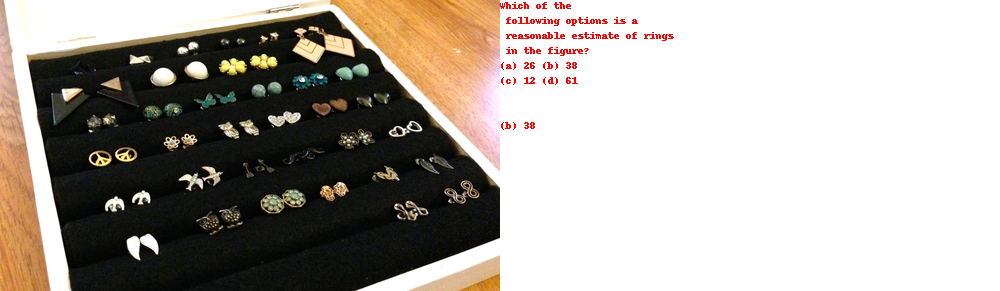 Which of the
following options is a
reasonable estimate of rings
in the figure?
(a) 26 (b) 38
(c) 12 (d) 61
(b) 38